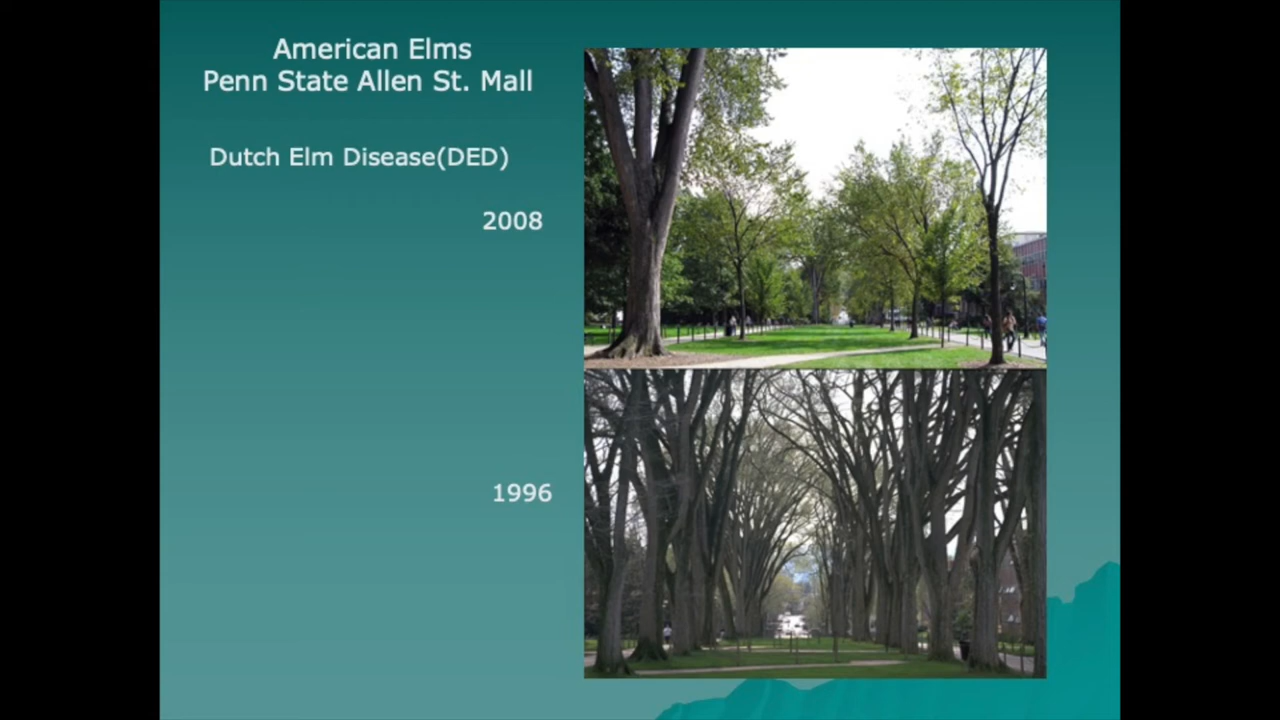 American Elms
Penn State Allen St. Mall
Dutch Elm Disease(DED)
2008
1996